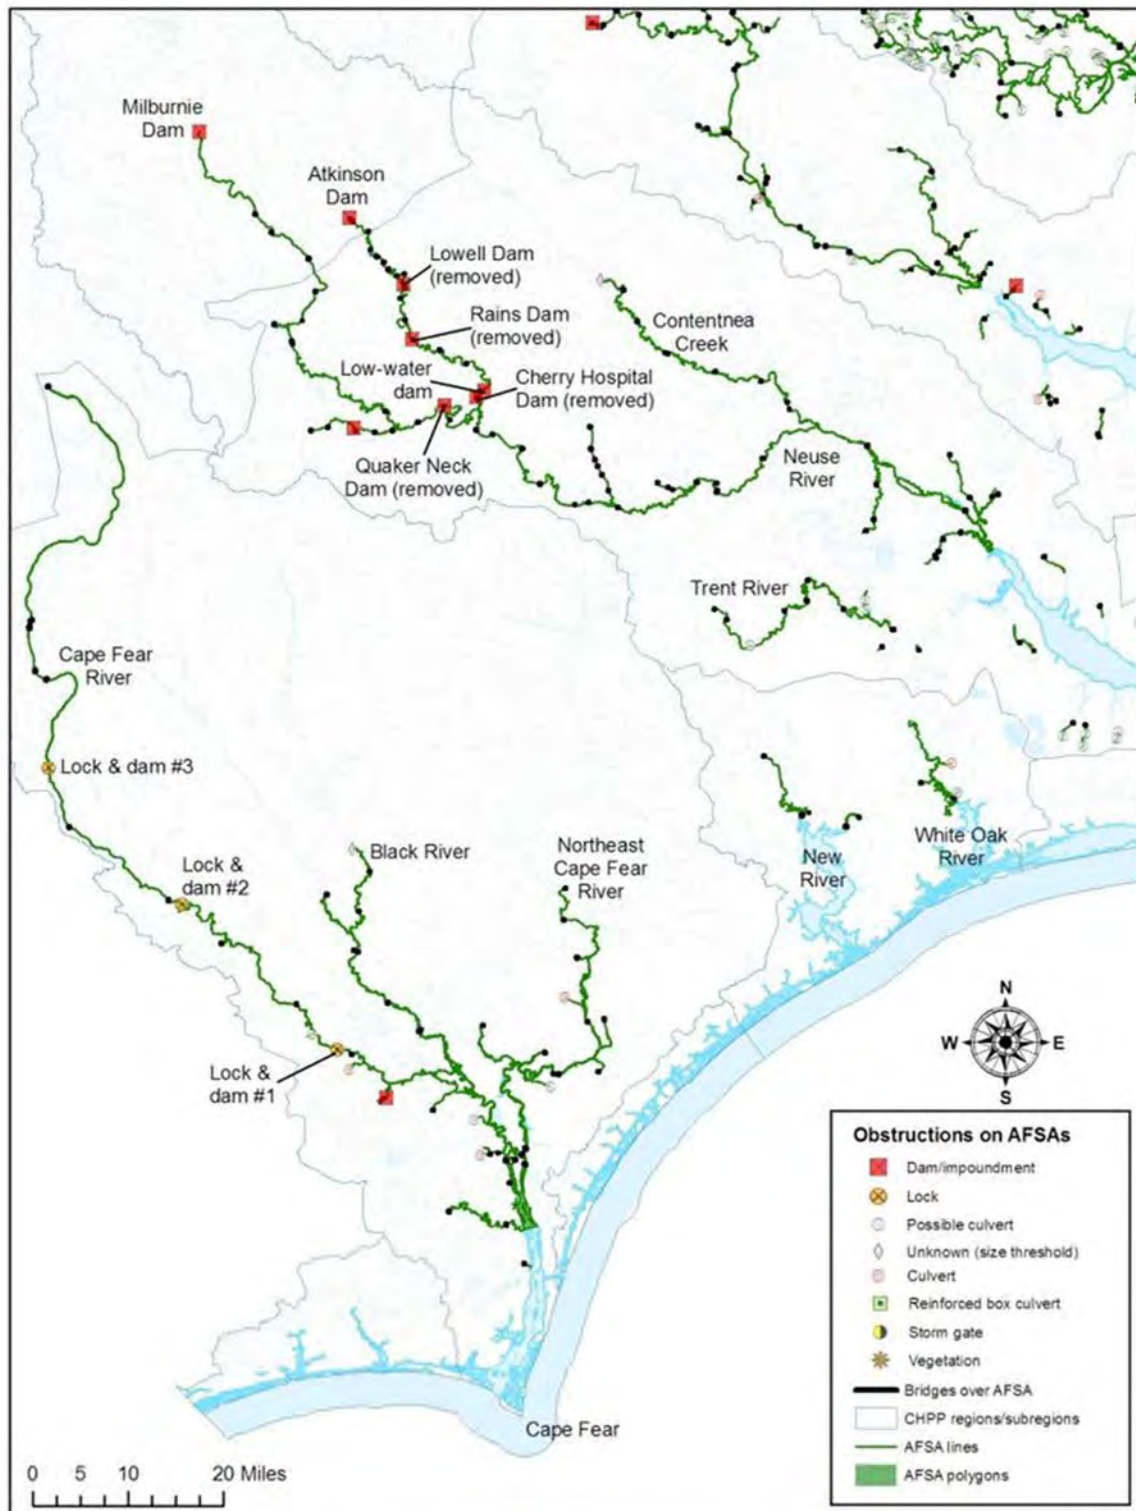 Milburnie
Dam
Atkinson
Dam
Lowell Dam
(removed)
Rains Dam
(removed)
Contentnea
Creek
Low-water
dam
Cherry Hospital
Dam (removed)
Quaker Neck
Dam (removed)
Neuse
River
Trent River
Cape Fear
River
Lock & dam #3
Lock &
dam #2
Black River
Northeast
Cape Fear
River
New
River
White Oak
River
Lock &
dam #1
N
W
E
S
Obstructions on AFSAs
Dam/impoundment
Lock
Possible culvert
Unknown (size threshold)
Culvert
Reinforced box culvert
Storm gate
Vegetation
Bridges over AFSA
CHPP regions/subregions
AFSA lines
AFSA polygons
Cape Fear
0 5 10 20 Miles